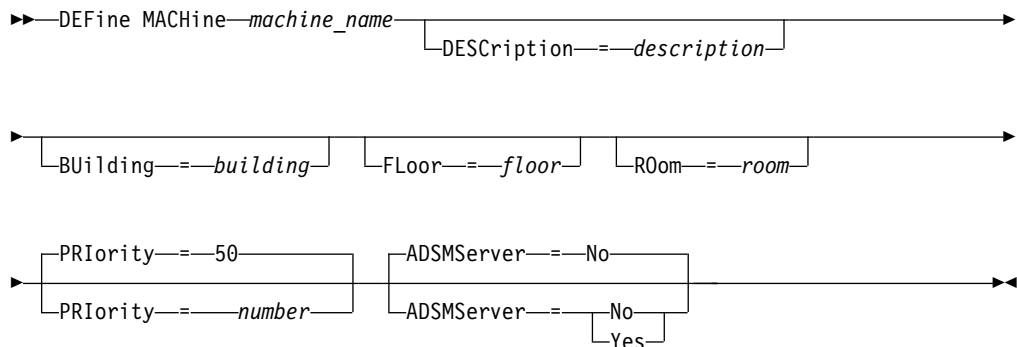 DEFine MACHine machine_name
DESCription = description
BUilding = building FLoor = floor ROom = room
PRIority = 50 ADSMServer = No
PRIority = number ADSMServer = No
Yes